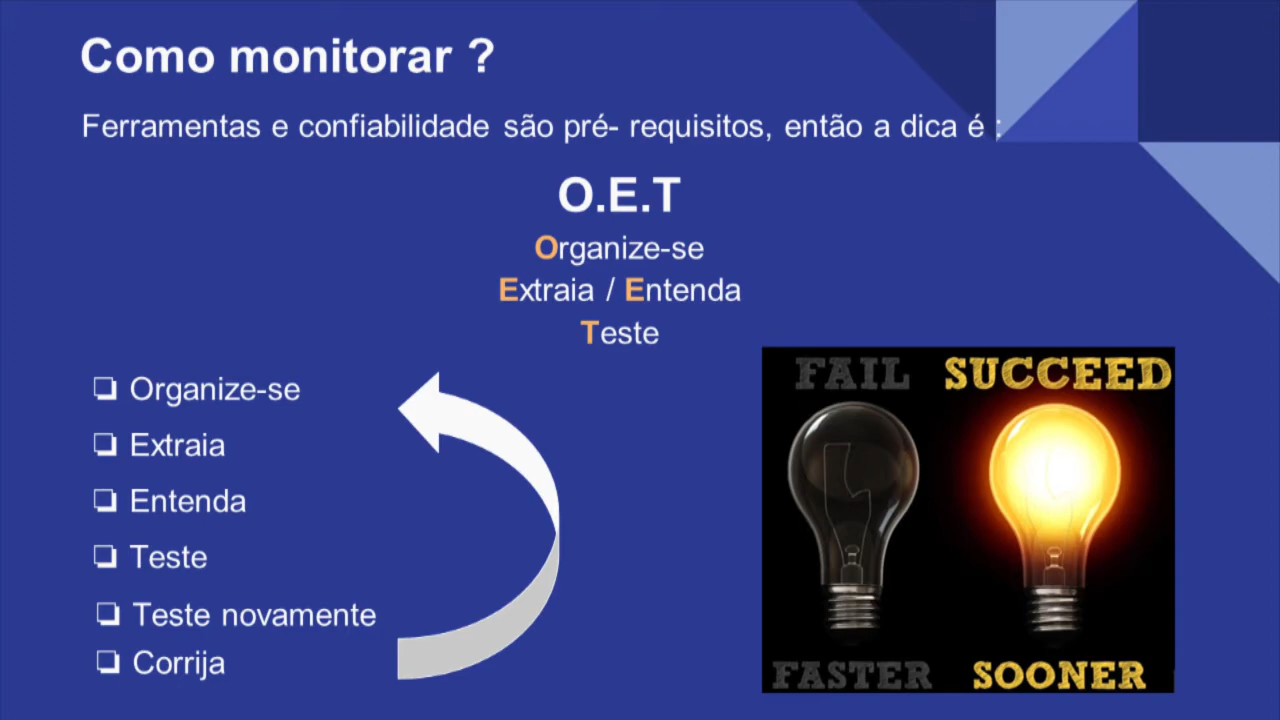 Como monitorar ?
Ferramentas e confiabilidade são pré- requisitos, então a dica é :
O.E.T
Organize-se
Extraia / Entenda
Teste
Organize-se
Extraia
Entenda
Teste
Teste novamente
Corrija
FAIL SUCCEED
FASTER SOONER